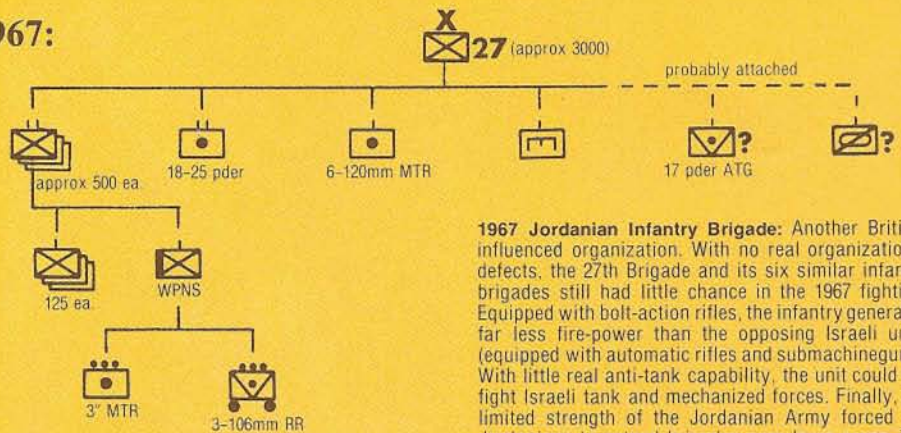 967:
X
27 (approx 3000)
probably attached
?
?
approx 500 ea.
18-25 pder
6-120mm MTR
17 pder ATG
125 ea.
WPNS
3" MTR
3-106mm RR
1967 Jordanian Infantry Brigade: Another Briti
influenced organization. With no real organizatio
defects, the 27th Brigade and its six similar infan
brigades still had little chance in the 1967 fighti
Equipped with bolt-action rifles, the infantry genera
far less fire-power than the opposing Israeli u
(equipped with automatic rifles and submachinegu
With little real anti-tank capability, the unit could
fight Israeli tank and mechanized forces. Finally,
limited strength of the Jordanian Army forced